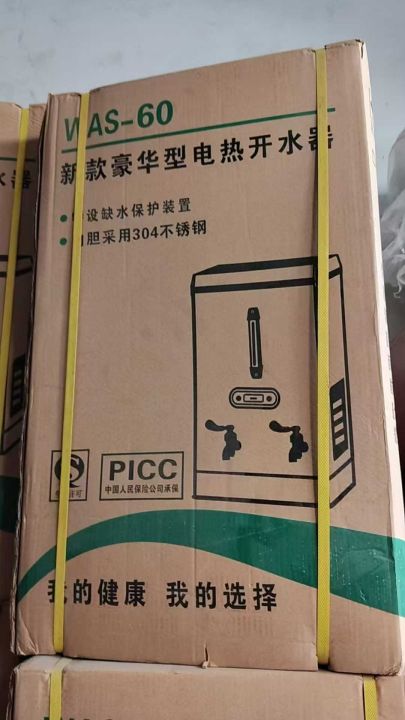 WAS-60
新款豪华型电热开水器
设缺水保护装置
胆采用304不锈钢
PICC
中国人民保险公司承保
我的健康 我的选择